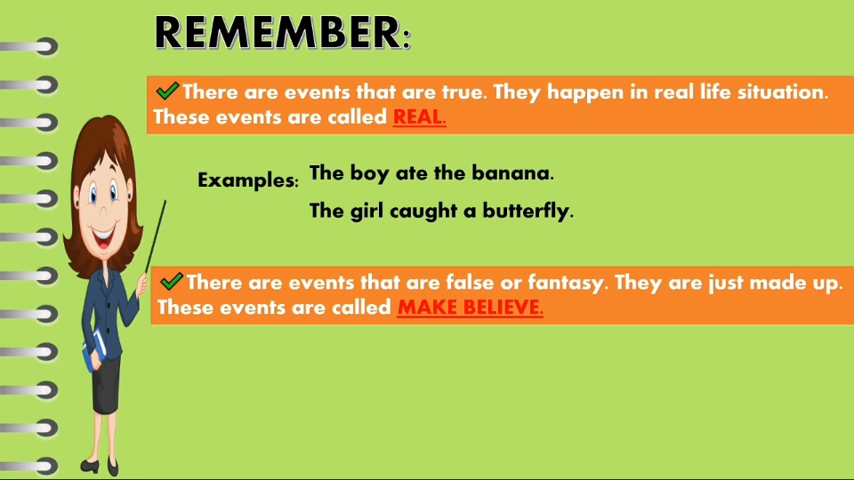 REMEMBER:
There are events that are true. They happen in real life situation.
These events are called REAL.
Examples: The boy ate the banana.
The girl caught a butterfly.
There are events that are false or fantasy. They are just made up.
These events are called MAKE BELIEVE.